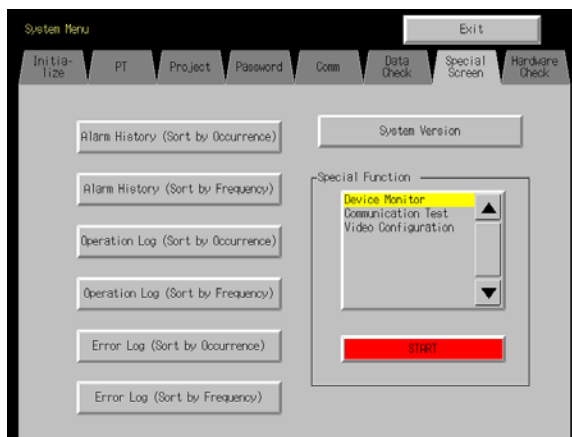 System Menu
Exit
Initia-
lize
PT
Project
Password
Comm
Data
Check
Special
Screen
Hardware
Check
Alarm History (Sort by Occurrence)
System Version
Alarm History (Sort by Frequency)
Special Function
Device Monitor
Communication Test
Video Configuration
Operation Log (Sort by Occurrence)
Operation Log (Sort by Frequency)
Error Log (Sort by Occurrence)
START
Error Log (Sort by Frequency)